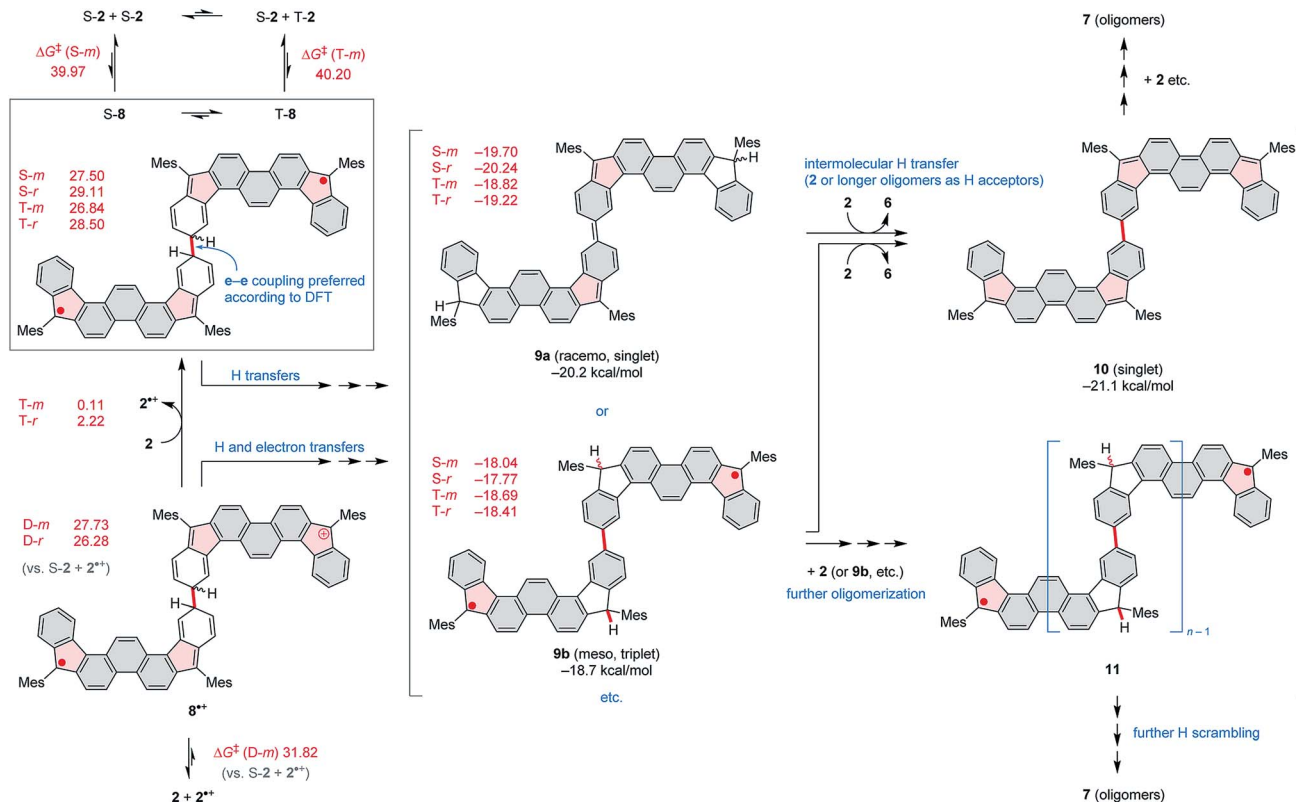 S-2 + S-2
S-2 + T-2
ΔG‡ (S-m)
39.97
ΔG‡ (T-m)
40.20
S-8
T-8
S-m 27.50
S-r 29.11
T-m 26.84
T-r 28.50
Mes
Mes
H
H
e–e coupling preferred
according to DFT
Mes
Mes
H transfers
T-m 0.11
T-r 2.22
2•+
2
H and electron transfers
D-m 27.73
D-r 26.28
(vs. S-2 + 2•+)
Mes
Mes
H
H
Mes
Mes
8•+
ΔG‡ (D-m) 31.82
(vs. S-2 + 2•+)
2 + 2•+
S-m –19.70
S-r –20.24
T-m –18.82
T-r –19.22
Mes
Mes
H
H
Mes
Mes
9a (racemo, singlet)
–20.2 kcal/mol
or
S-m –18.04
S-r –17.77
T-m –18.69
T-r –18.41
H
Mes
Mes
Mes
Mes
H
9b (meso, triplet)
–18.7 kcal/mol
etc.
intermolecular H transfer
(2 or longer oligomers as H acceptors)
2 6
2 6
+ 2 (or 9b, etc.)
further oligomerization
7 (oligomers)
+ 2 etc.
Mes
Mes
Mes
Mes
10 (singlet)
–21.1 kcal/mol
H
Mes
Mes
Mes
Mes
H
n – 1
11
further H scrambling
7 (oligomers)